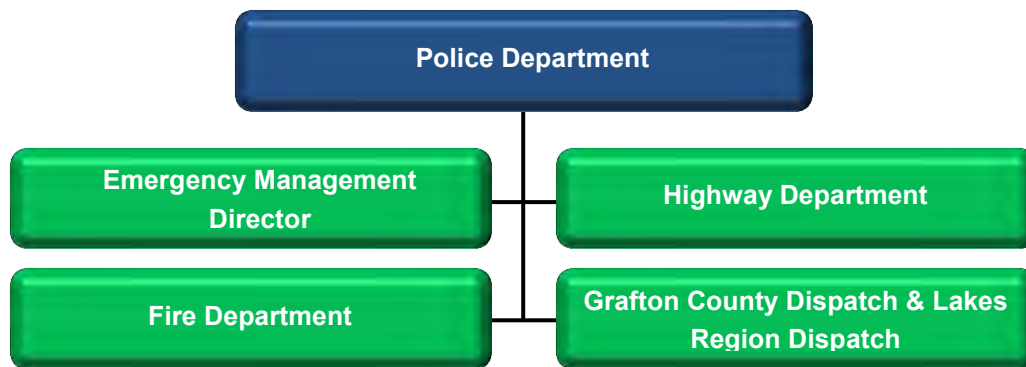 Police Department
Emergency Management
Director
Highway Department
Fire Department
Grafton County Dispatch & Lakes
Region Dispatch